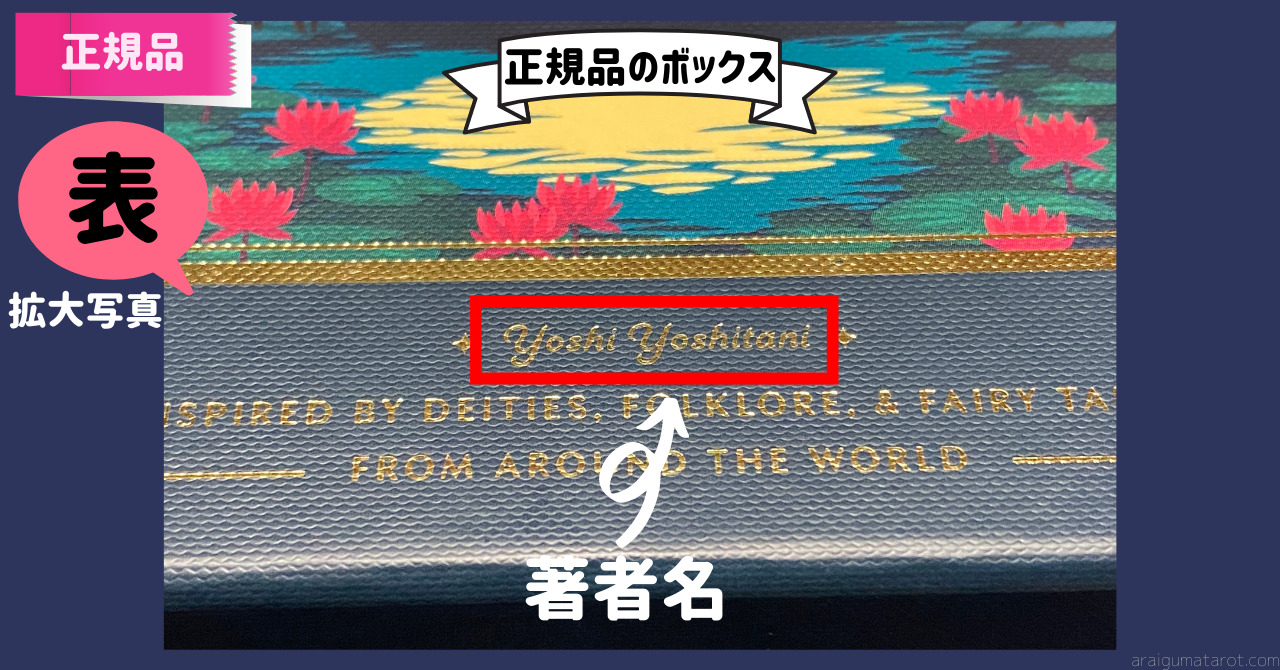 正規品
正規品のボックス
表
拡大写真
Yoshi Yoshitani
INSPIRED BY DEITIES, FOLKLORE, & FAIRY TA
FROM AROUND THE WORLD
著者名
araigumatarot.com